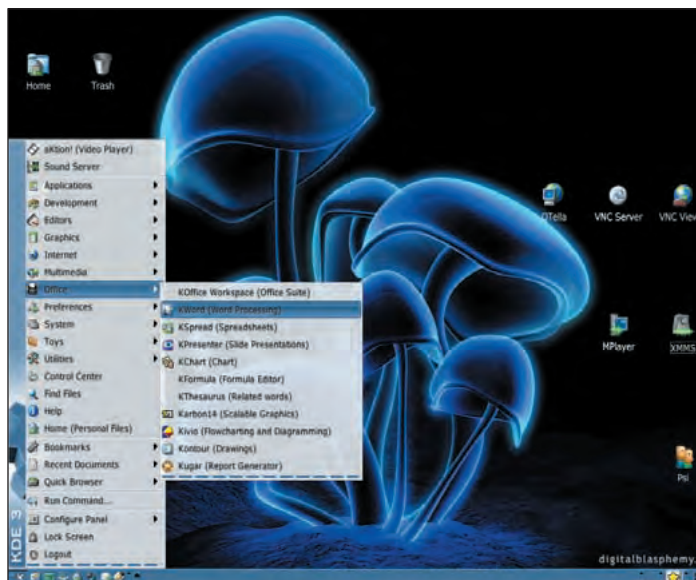 Home
Trash
aKtion! (Video Player)
Sound Server
Applications
Development
Editors
Graphics
Internet
Multimedia
Office
Preferences
System
Toys
Utilities
Control Center
Find Files
Help
Home (Personal Files)
Bookmarks
Recent Documents
Quick Browser
Run Command...
Configure Panel
Lock Screen
Logout
KDE 3
KOffice Workspace (Office Suite)
KWord (Word Processing)
KSpread (Spreadsheets)
KPresenter (Slide Presentations)
KChart (Chart)
KFormula (Formula Editor)
KThesaurus (Related words)
Karbon14 (Scalable Graphics)
Kivio (Flowcharting and Diagramming)
Kontour (Drawings)
Kugar (Report Generator)
QTella
VNC Server
VNC View
MPlayer
XMMS
Psi
digitalblasphemy